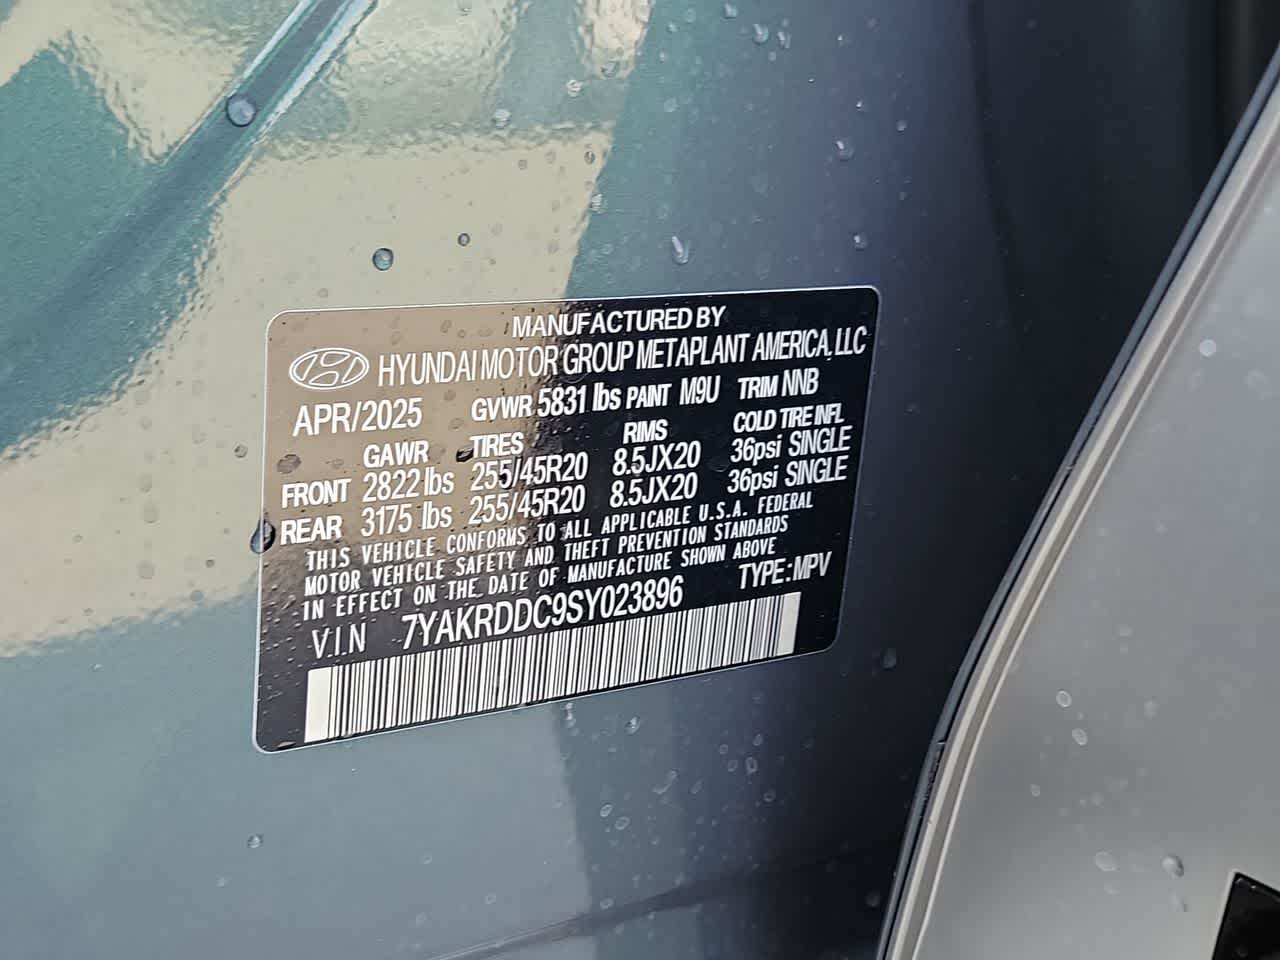 MANUFACTURED BY
HYUNDAI MOTOR GROUP METAPLANT AMERICA, LLC
APR/2025 GVWR 5831 lbs PAINT M9U TRIM NNB
GAWR TIRES RIMS COLD TIRE INFL
FRONT 2822 lbs 255/45R20 8.5JX20 36psi SINGLE
REAR 3175 lbs 255/45R20 8.5JX20 36psi SINGLE
THIS VEHICLE CONFORMS TO ALL APPLICABLE U.S.A. FEDERAL
MOTOR VEHICLE SAFETY AND THEFT PREVENTION STANDARDS
IN EFFECT ON THE DATE OF MANUFACTURE SHOWN ABOVE
V.I.N 7YAKRDDC9SY023896 TYPE:MPV